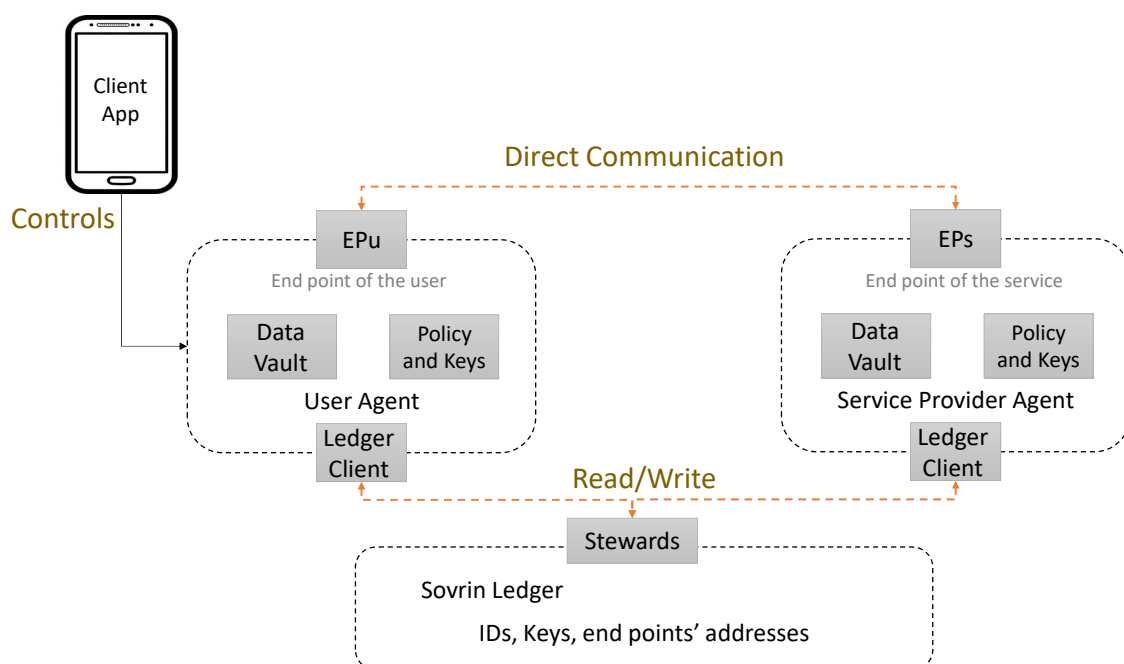 Client
App
Direct Communication
Controls
EPu
EPs
End point of the user
End point of the service
Data
Vault
Policy
and Keys
Data
Vault
Policy
and Keys
User Agent
Service Provider Agent
Ledger
Client
Ledger
Client
Read/Write
Stewards
Sovrin Ledger
IDs, Keys, end points’ addresses